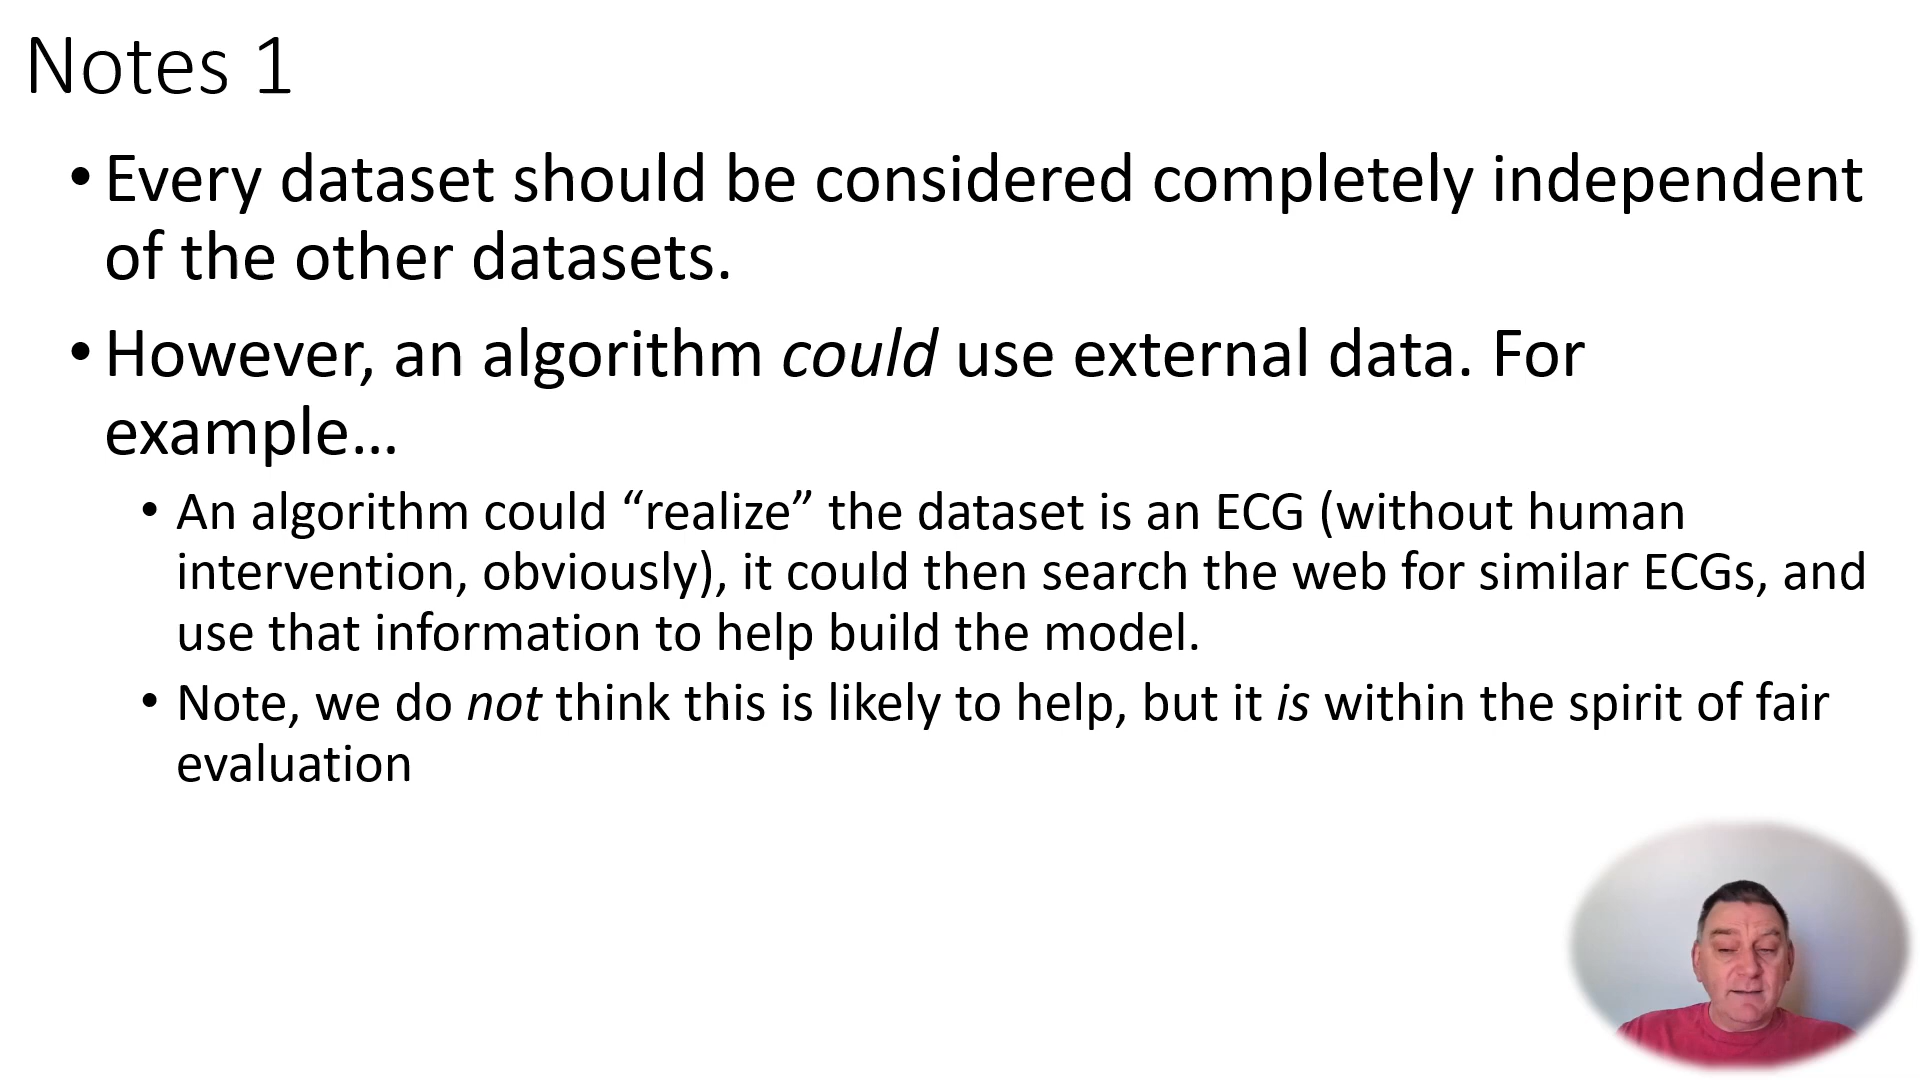 Notes 1
• Every dataset should be considered completely independent
of the other datasets.
• However, an algorithm could use external data. For
example…
• An algorithm could “realize” the dataset is an ECG (without human
intervention, obviously), it could then search the web for similar ECGs, and
use that information to help build the model.
• Note, we do not think this is likely to help, but it is within the spirit of fair
evaluation